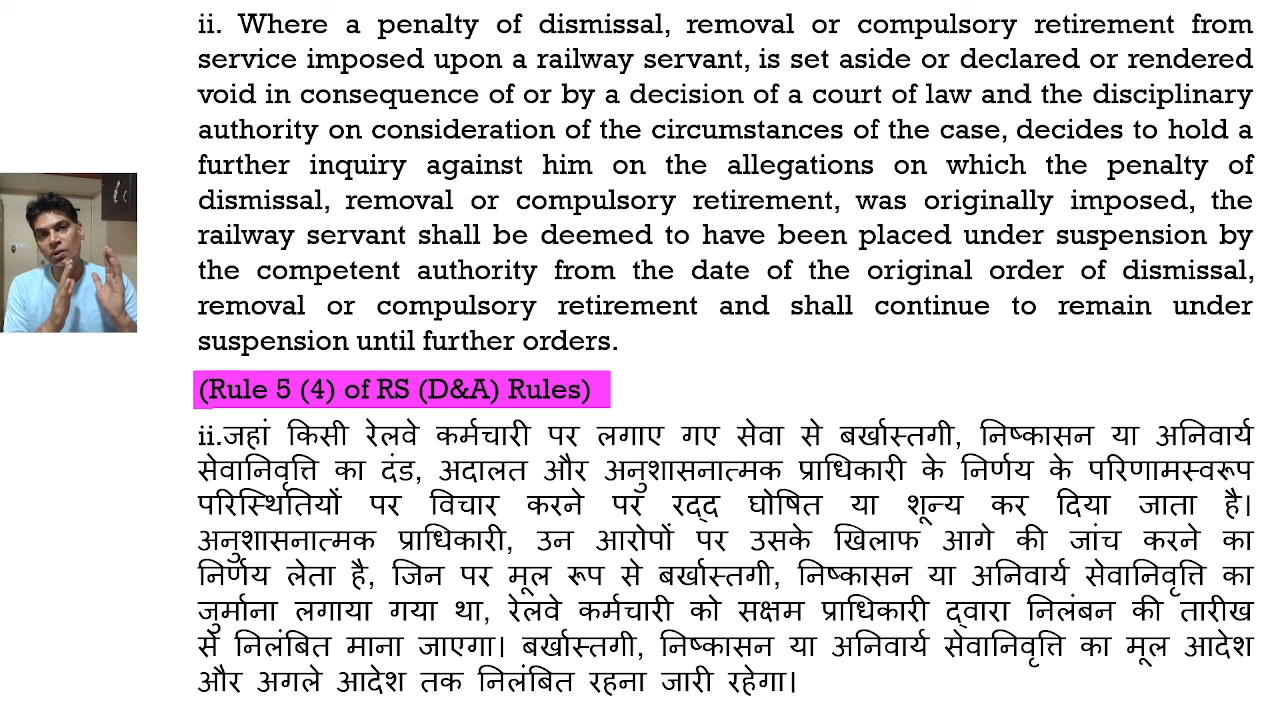 ii. Where a penalty of dismissal, removal or compulsory retirement from
service imposed upon a railway servant, is set aside or declared or rendered
void in consequence of or by a decision of a court of law and the disciplinary
authority on consideration of the circumstances of the case, decides to hold a
further inquiry against him on the allegations on which the penalty of
dismissal, removal or compulsory retirement, was originally imposed, the
railway servant shall be deemed to have been placed under suspension by
the competent authority from the date of the original order of dismissal,
removal or compulsory retirement and shall continue to remain under
suspension until further orders.
(Rule 5 (4) of RS (D&A) Rules)
ii.जहां किसी रेलवे कर्मचारी पर लगाए गए सेवा से बर्खास्तगी, निष्कासन या अनिवार्य
सेवानिवृत्ति का दंड, अदालत और अनुशासनात्मक प्राधिकारी के निर्णय के परिणामस्वरूप
परिस्थितियों पर विचार करने पर रद्द घोषित या शून्य कर दिया जाता है।
अनुशासनात्मक प्राधिकारी, उन आरोपों पर उसके खिलाफ आगे की जांच करने का
निर्णय लेता है, जिन पर मूल रूप से बर्खास्तगी, निष्कासन या अनिवार्य सेवानिवृत्ति का
जुर्माना लगाया गया था, रेलवे कर्मचारी को सक्षम प्राधिकारी द्वारा निलंबन की तारीख
से निलंबित माना जाएगा। बर्खास्तगी, निष्कासन या अनिवार्य सेवानिवृत्ति का मूल आदेश
और अगले आदेश तक निलंबित रहना जारी रहेगा।